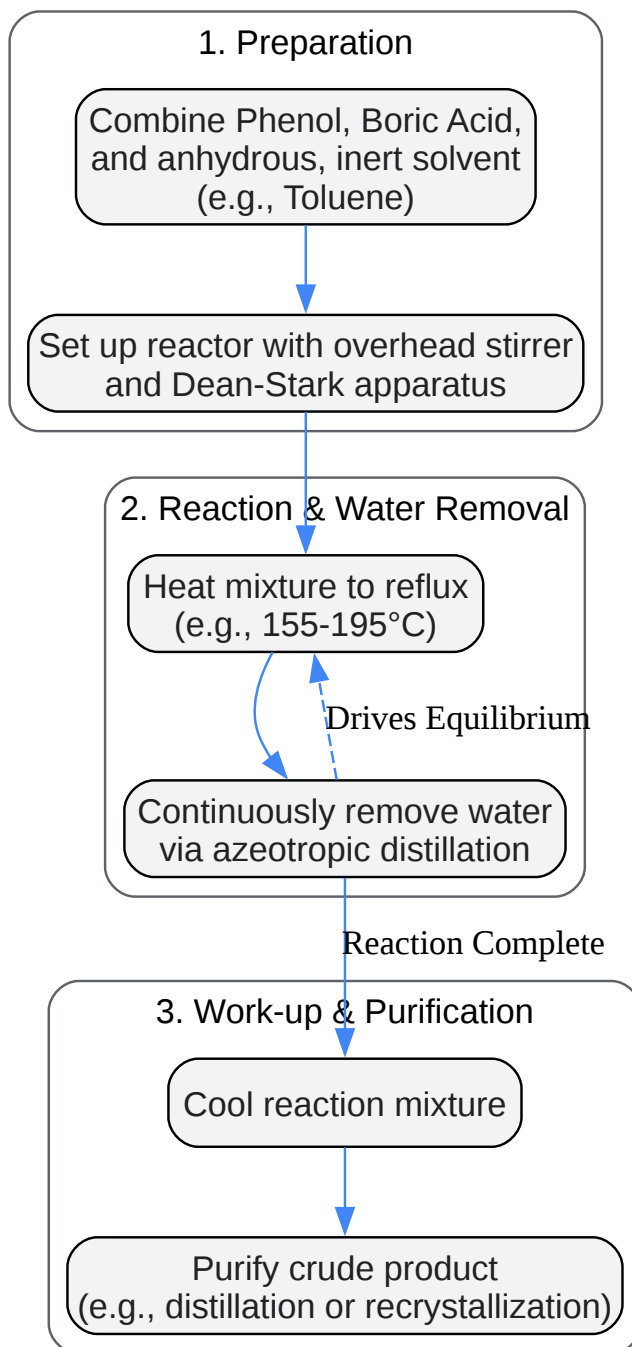 1. Preparation
Combine Phenol, Boric Acid,
and anhydrous, inert solvent
(e.g., Toluene)
Set up reactor with overhead stirrer
and Dean-Stark apparatus
2. Reaction & Water Removal
Heat mixture to reflux
(e.g., 155-195°C)
Drives Equilibrium
Continuously remove water
via azeotropic distillation
Reaction Complete
3. Work-up & Purification
Cool reaction mixture
Purify crude product
(e.g., distillation or recrystallization)